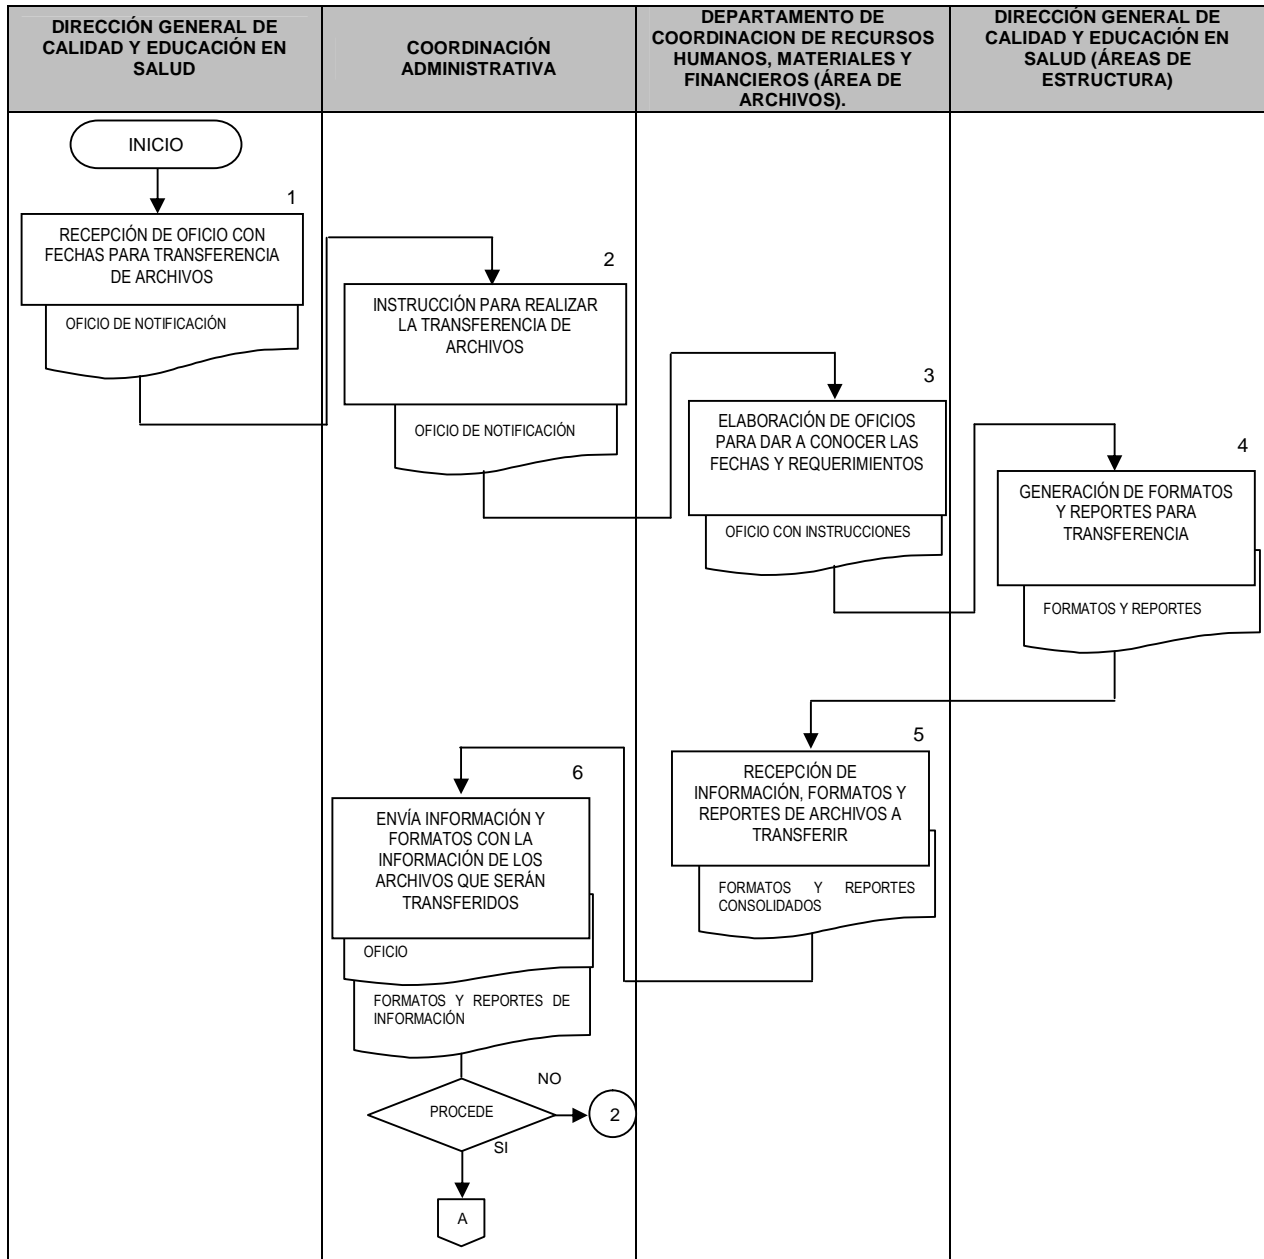 DIRECCIÓN GENERAL DE
CALIDAD Y EDUCACIÓN EN
SALUD
COORDINACIÓN
ADMINISTRATIVA
DEPARTAMENTO DE
COORDINACION DE RECURSOS
HUMANOS, MATERIALES Y
FINANCIEROS (ÁREA DE
ARCHIVOS).
DIRECCIÓN GENERAL DE
CALIDAD Y EDUCACIÓN EN
SALUD (ÁREAS DE
ESTRUCTURA)
INICIO
1
RECEPCIÓN DE OFICIO CON
FECHAS PARA TRANSFERENCIA
DE ARCHIVOS
OFICIO DE NOTIFICACIÓN
2
INSTRUCCIÓN PARA REALIZAR
LA TRANSFERENCIA DE
ARCHIVOS
OFICIO DE NOTIFICACIÓN
3
ELABORACIÓN DE OFICIOS
PARA DAR A CONOCER LAS
FECHAS Y REQUERIMIENTOS
OFICIO CON INSTRUCCIONES
4
GENERACIÓN DE FORMATOS
Y REPORTES PARA
TRANSFERENCIA
FORMATOS Y REPORTES
5
RECEPCIÓN DE
INFORMACIÓN, FORMATOS Y
REPORTES DE ARCHIVOS A
TRANSFERIR
FORMATOS Y REPORTES
CONSOLIDADOS
6
ENVÍA INFORMACIÓN Y
FORMATOS CON LA
INFORMACIÓN DE LOS
ARCHIVOS QUE SERÁN
TRANSFERIDOS
OFICIO
FORMATOS Y REPORTES DE
INFORMACIÓN
NO
PROCEDE
2
SI
A